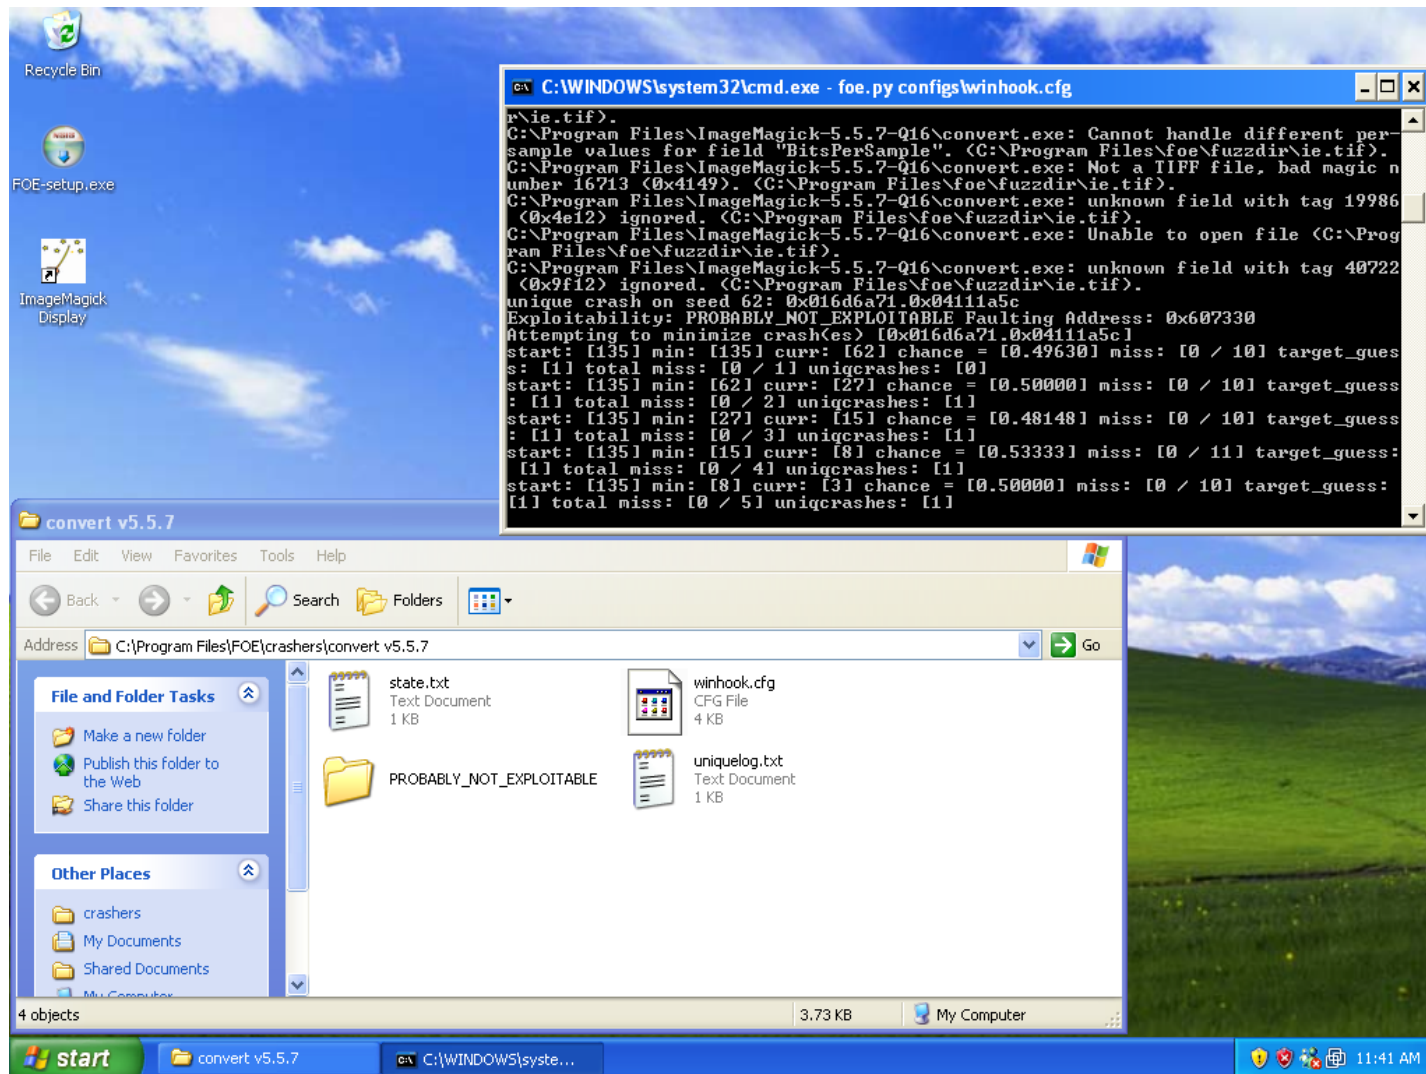 Recycle Bin
FOE-setup.exe
ImageMagick
Display
C:\WINDOWS\system32\cmd.exe - foe.py configs\winhook.cfg
r\ie.tif).
C:\Program Files\ImageMagick-5.5.7-Q16\convert.exe: Cannot handle different per-
sample values for field "BitsPerSample". (C:\Program Files\foe\fuzzdir\ie.tif).
C:\Program Files\ImageMagick-5.5.7-Q16\convert.exe: Not a TIFF file, bad magic n
umber 16713 (0x4149). (C:\Program Files\foe\fuzzdir\ie.tif).
C:\Program Files\ImageMagick-5.5.7-Q16\convert.exe: unknown field with tag 19986
(0x4e12) ignored. (C:\Program Files\foe\fuzzdir\ie.tif).
C:\Program Files\ImageMagick-5.5.7-Q16\convert.exe: Unable to open file (C:\Prog
ram Files\foe\fuzzdir\ie.tif).
C:\Program Files\ImageMagick-5.5.7-Q16\convert.exe: unknown field with tag 40722
(0x9f12) ignored. (C:\Program Files\foe\fuzzdir\ie.tif).
unique crash on seed 62: 0x016d6a71.0x04111a5c
Exploitability: PROBABLY_NOT_EXPLOITABLE Faulting Address: 0x607330
Attempting to minimize crash(es) [0x016d6a71.0x04111a5c]
start: [135] min: [135] curr: [62] chance = [0.49630] miss: [0 / 10] target_gues
s: [1] total miss: [0 / 1] uniqcrashes: [0]
start: [135] min: [62] curr: [27] chance = [0.50000] miss: [0 / 10] target_guess
: [1] total miss: [0 / 2] uniqcrashes: [1]
start: [135] min: [27] curr: [15] chance = [0.48148] miss: [0 / 10] target_guess
: [1] total miss: [0 / 3] uniqcrashes: [1]
start: [135] min: [15] curr: [8] chance = [0.53333] miss: [0 / 11] target_guess:
[1] total miss: [0 / 4] uniqcrashes: [1]
start: [135] min: [8] curr: [3] chance = [0.50000] miss: [0 / 10] target_guess:
[1] total miss: [0 / 5] uniqcrashes: [1]
convert v5.5.7
File Edit View Favorites Tools Help
Back Search Folders
Address C:\Program Files\FOE\crashers\convert v5.5.7 Go
File and Folder Tasks
Make a new folder
Publish this folder to
the Web
Share this folder
Other Places
crashers
My Documents
Shared Documents
My Computer
state.txt
Text Document
1 KB
winhook.cfg
CFG File
4 KB
PROBABLY_NOT_EXPLOITABLE
uniquelog.txt
Text Document
1 KB
4 objects 3.73 KB My Computer
start convert v5.5.7 C:\WINDOWS\syste... 11:41 AM